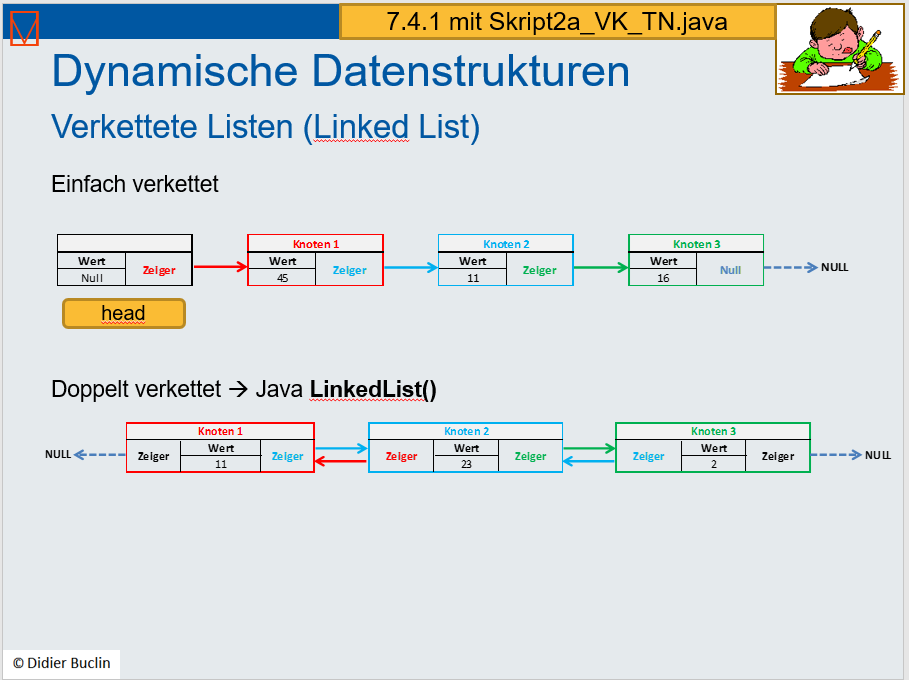 7.4.1 mit Skript2a_VK_TN.java
Dynamische Datenstrukturen
Verkettete Listen (Linked List)
Einfach verkettet
Knoten 1 Knoten 2 Knoten 3
Wert Zeiger Wert Zeiger Wert Zeiger Wert Null NULL
Null 45 11 16
head
Doppelt verkettet → Java LinkedList()
Knoten 1 Knoten 2 Knoten 3
NULL Zeiger Wert Zeiger Zeiger Wert Zeiger Zeiger Wert Zeiger NULL
11 23 2
© Didier Buclin